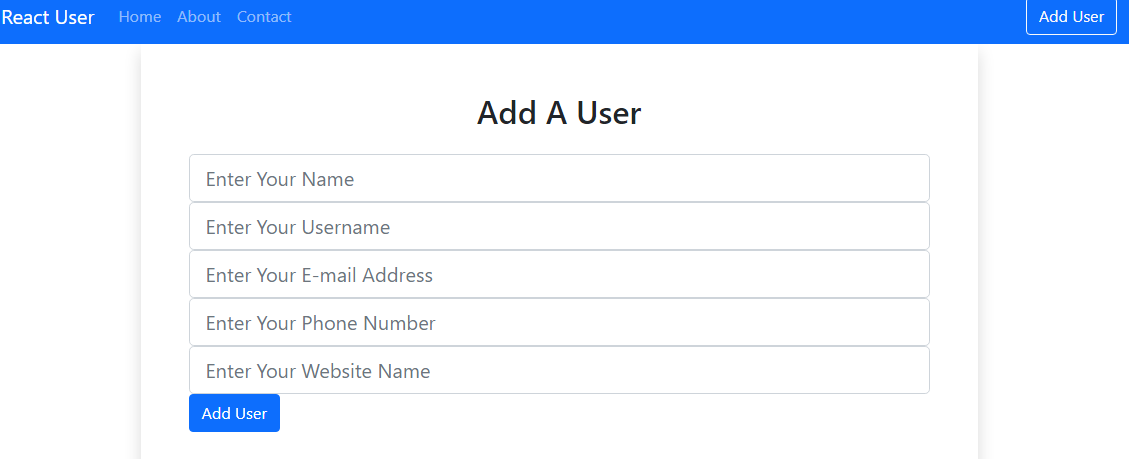 React User Home About Contact Add User
Add A User
Enter Your Name
Enter Your Username
Enter Your E-mail Address
Enter Your Phone Number
Enter Your Website Name
Add User